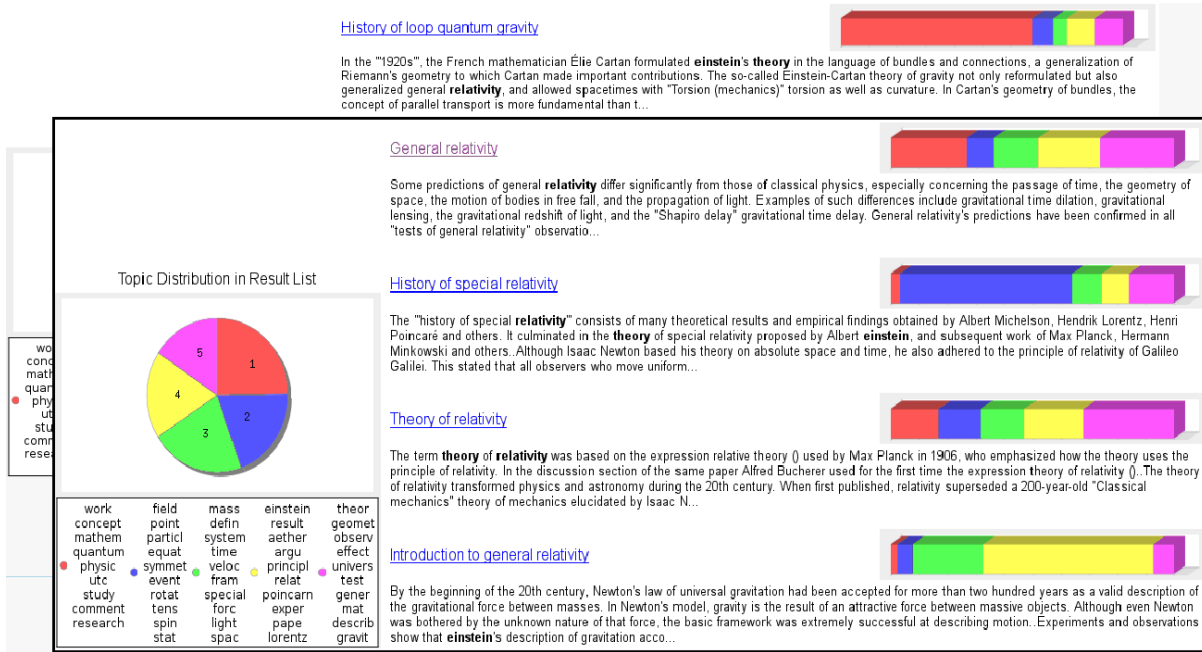 History of loop quantum gravity
In the "1920s"', the French mathematician Élie Cartan formulated einstein's theory in the language of bundles and connections, a generalization of
Riemann's geometry to which Cartan made important contributions. The so-called Einstein-Cartan theory of gravity not only reformulated but also
generalized general relativity, and allowed spacetimes with "Torsion (mechanics)" torsion as well as curvature. In Cartan's geometry of bundles, the
concept of parallel transport is more fundamental than t...
General relativity
Some predictions of general relativity differ significantly from those of classical physics, especially concerning the passage of time, the geometry of
space, the motion of bodies in free fall, and the propagation of light. Examples of such differences include gravitational time dilation, gravitational
lensing, the gravitational redshift of light, and the "Shapiro delay" gravitational time delay. General relativity's predictions have been confirmed in all
"tests of general relativity" observatio...
History of special relativity
The '"history of special relativity" consists of many theoretical results and empirical findings obtained by Albert Michelson, Hendrik Lorentz, Henri
Poincaré and others. It culminated in the theory of special relativity proposed by Albert einstein, and subsequent work of Max Planck, Hermann
Minkowski and others..Although Isaac Newton based his theory on absolute space and time, he also adhered to the principle of relativity of Galileo
Galilei. This stated that all observers who move uniform...
Theory of relativity
The term theory of relativity was based on the expression relative theory () used by Max Planck in 1906, who emphasized how the theory uses the
principle of relativity. In the discussion section of the same paper Alfred Bucherer used for the first time the expression theory of relativity ()..The theory
of relativity transformed physics and astronomy during the 20th century. When first published, relativity superseded a 200-year-old "Classical
mechanics" theory of mechanics elucidated by Isaac N...
Introduction to general relativity
By the beginning of the 20th century, Newton's law of universal gravitation had been accepted for more than two hundred years as a valid description of
the gravitational force between masses. In Newton's model, gravity is the result of an attractive force between massive objects. Although even Newton
was bothered by the unknown nature of that force, the basic framework was extremely successful at describing motion..Experiments and observations
show that einstein's description of gravitation acco...
Topic Distribution in Result List
1
2
3
4
5
work field mass einstein theor
concept point defin result geomet
mathem particl system aether observ
quantum equat time argu effect
physic symmet veloc principl univers
utc event fram relat test
study rotat special poincarn gener
comment tens forc exper mat
research spin light pape describ
stat spac lorentz gravit